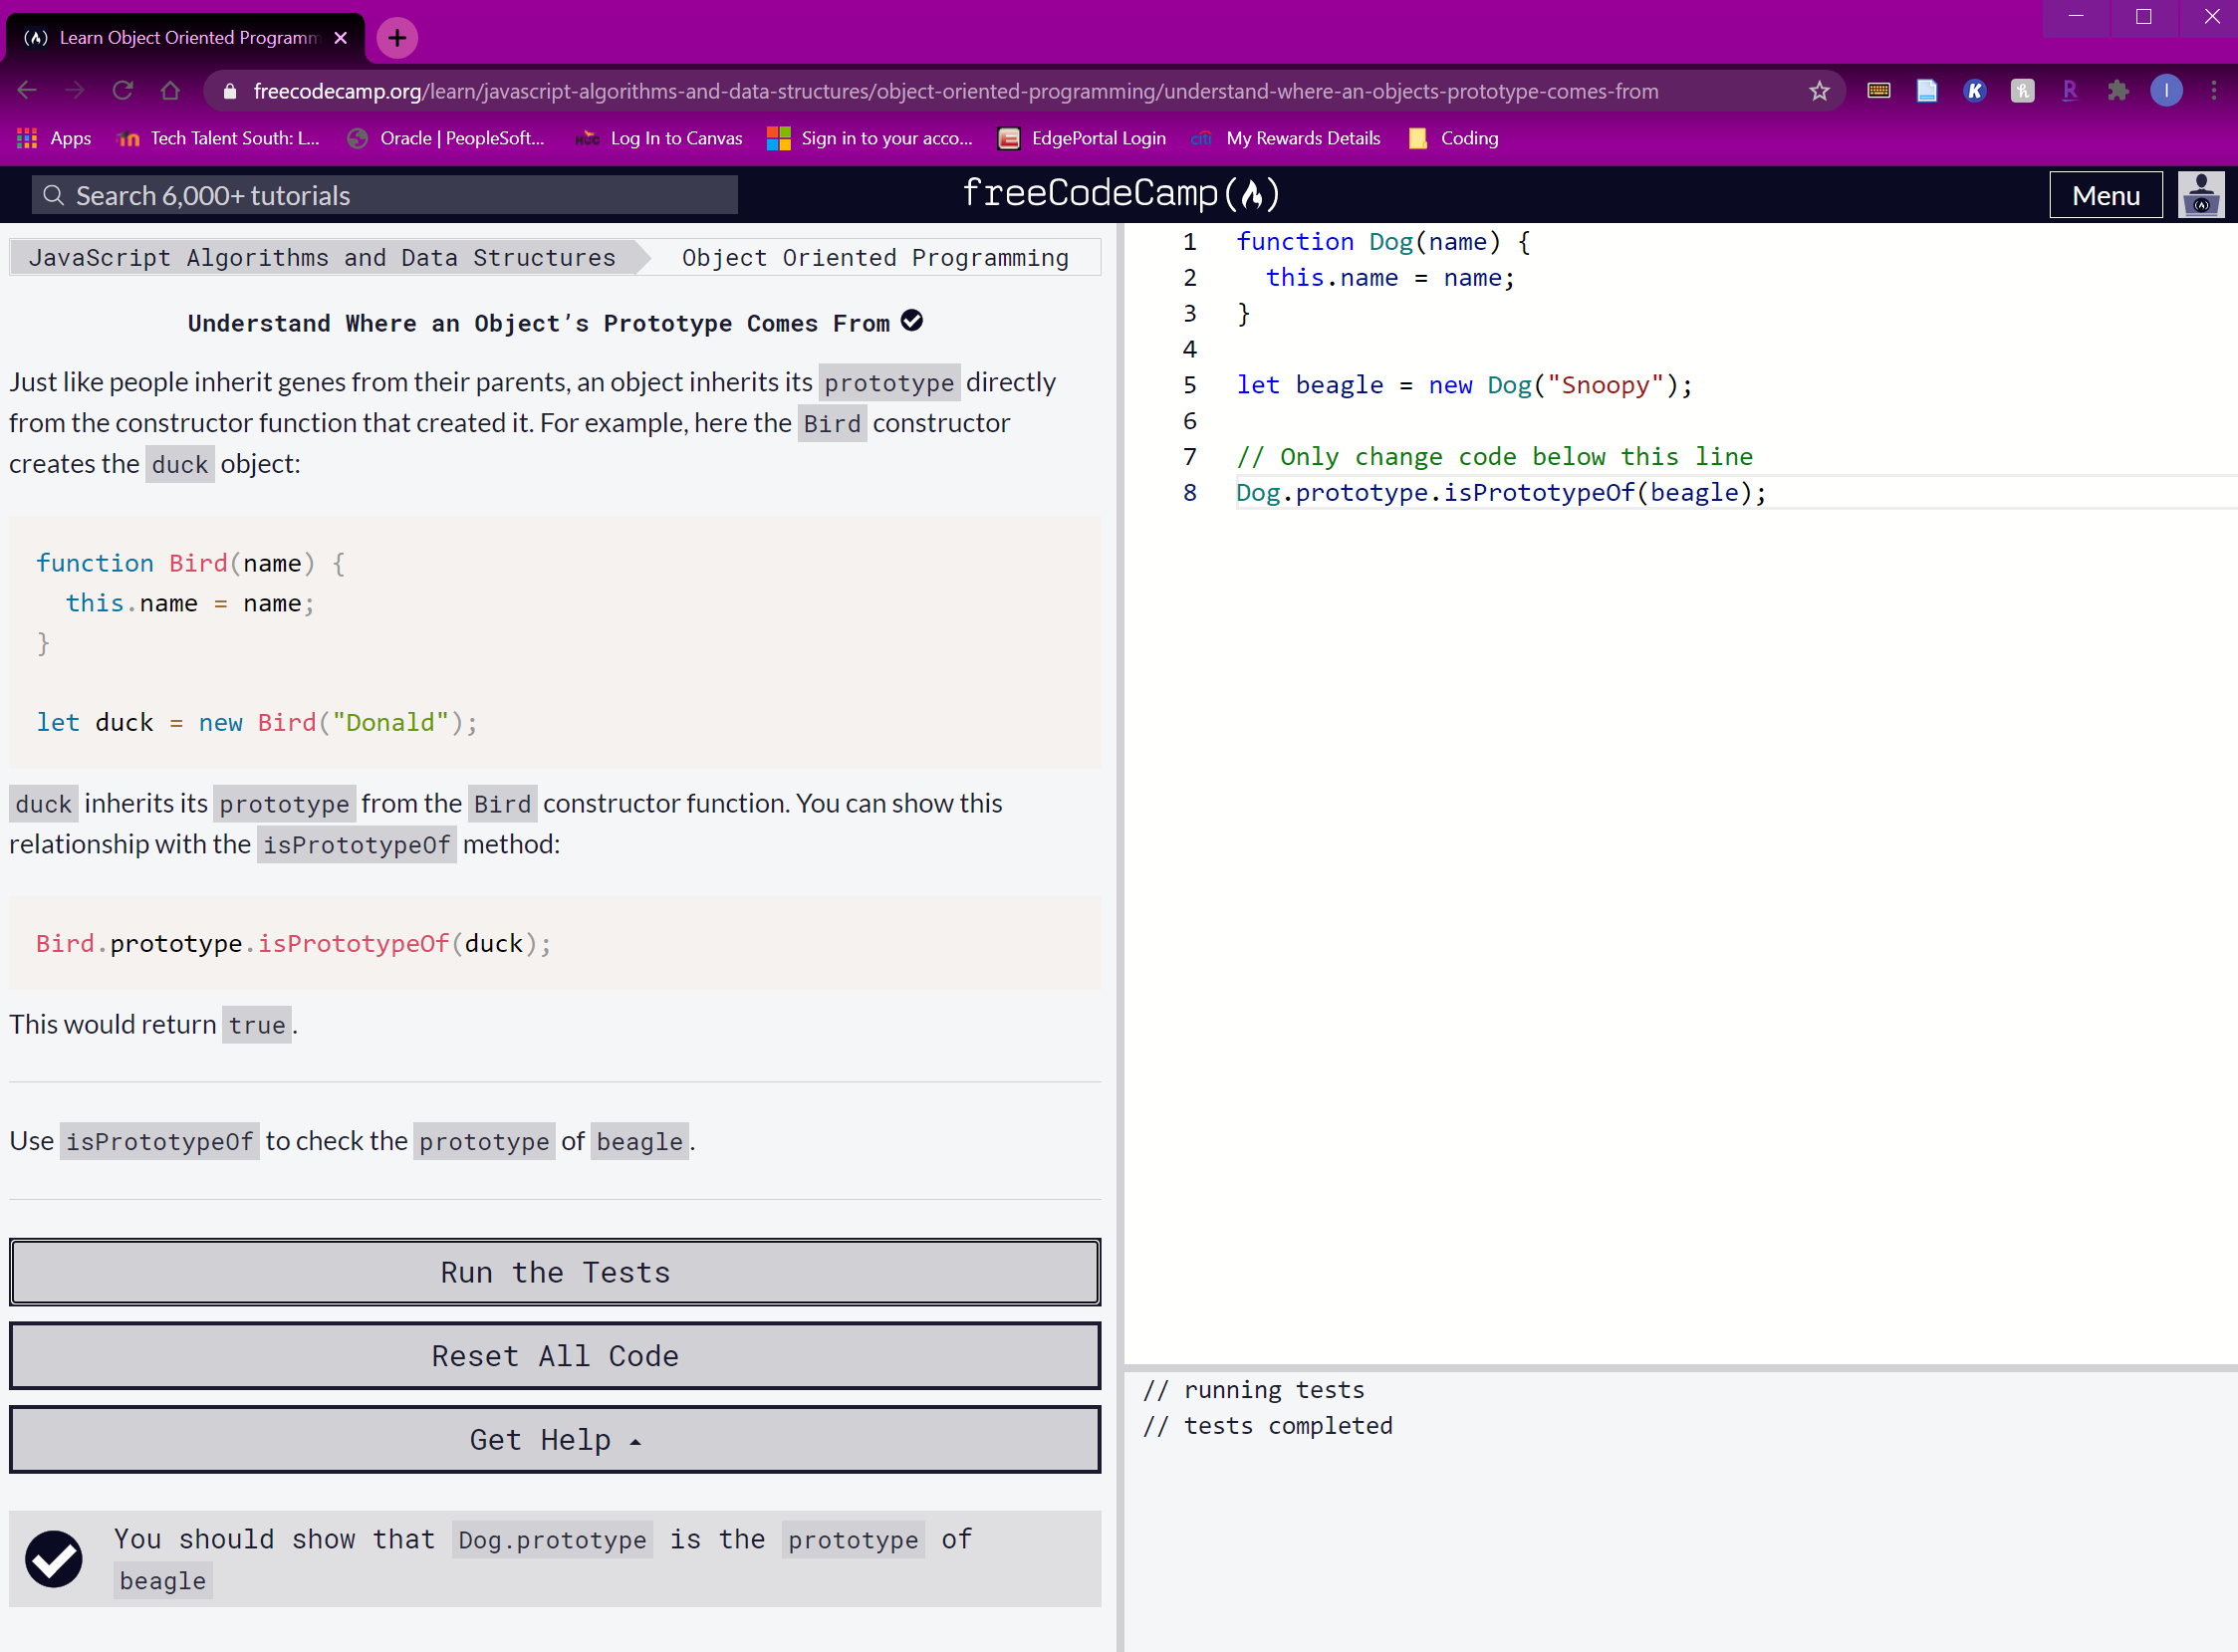 Learn Object Oriented Programm
freecodecamp.org/learn/javascript-algorithms-and-data-structures/object-oriented-programming/understand-where-an-objects-prototype-comes-from
Apps Tech Talent South: L... Oracle | PeopleSoft... Log In to Canvas Sign in to your acco... EdgePortal Login My Rewards Details Coding
Search 6,000+ tutorials
freeCodeCamp
Menu
JavaScript Algorithms and Data Structures Object Oriented Programming
Understand Where an Object's Prototype Comes From
Just like people inherit genes from their parents, an object inherits its prototype directly
from the constructor function that created it. For example, here the Bird constructor
creates the duck object:
function Bird(name) {
  this.name = name;
}
let duck = new Bird("Donald");
duck inherits its prototype from the Bird constructor function. You can show this
relationship with the isPrototypeOf method:
Bird.prototype.isPrototypeOf(duck);
This would return true.
Use isPrototypeOf to check the prototype of beagle.
Run the Tests
Reset All Code
Get Help
You should show that Dog.prototype is the prototype of
beagle
1 function Dog(name) {
2   this.name = name;
3 }
4
5 let beagle = new Dog("Snoopy");
6
7 // Only change code below this line
8 Dog.prototype.isPrototypeOf(beagle);
// running tests
// tests completed